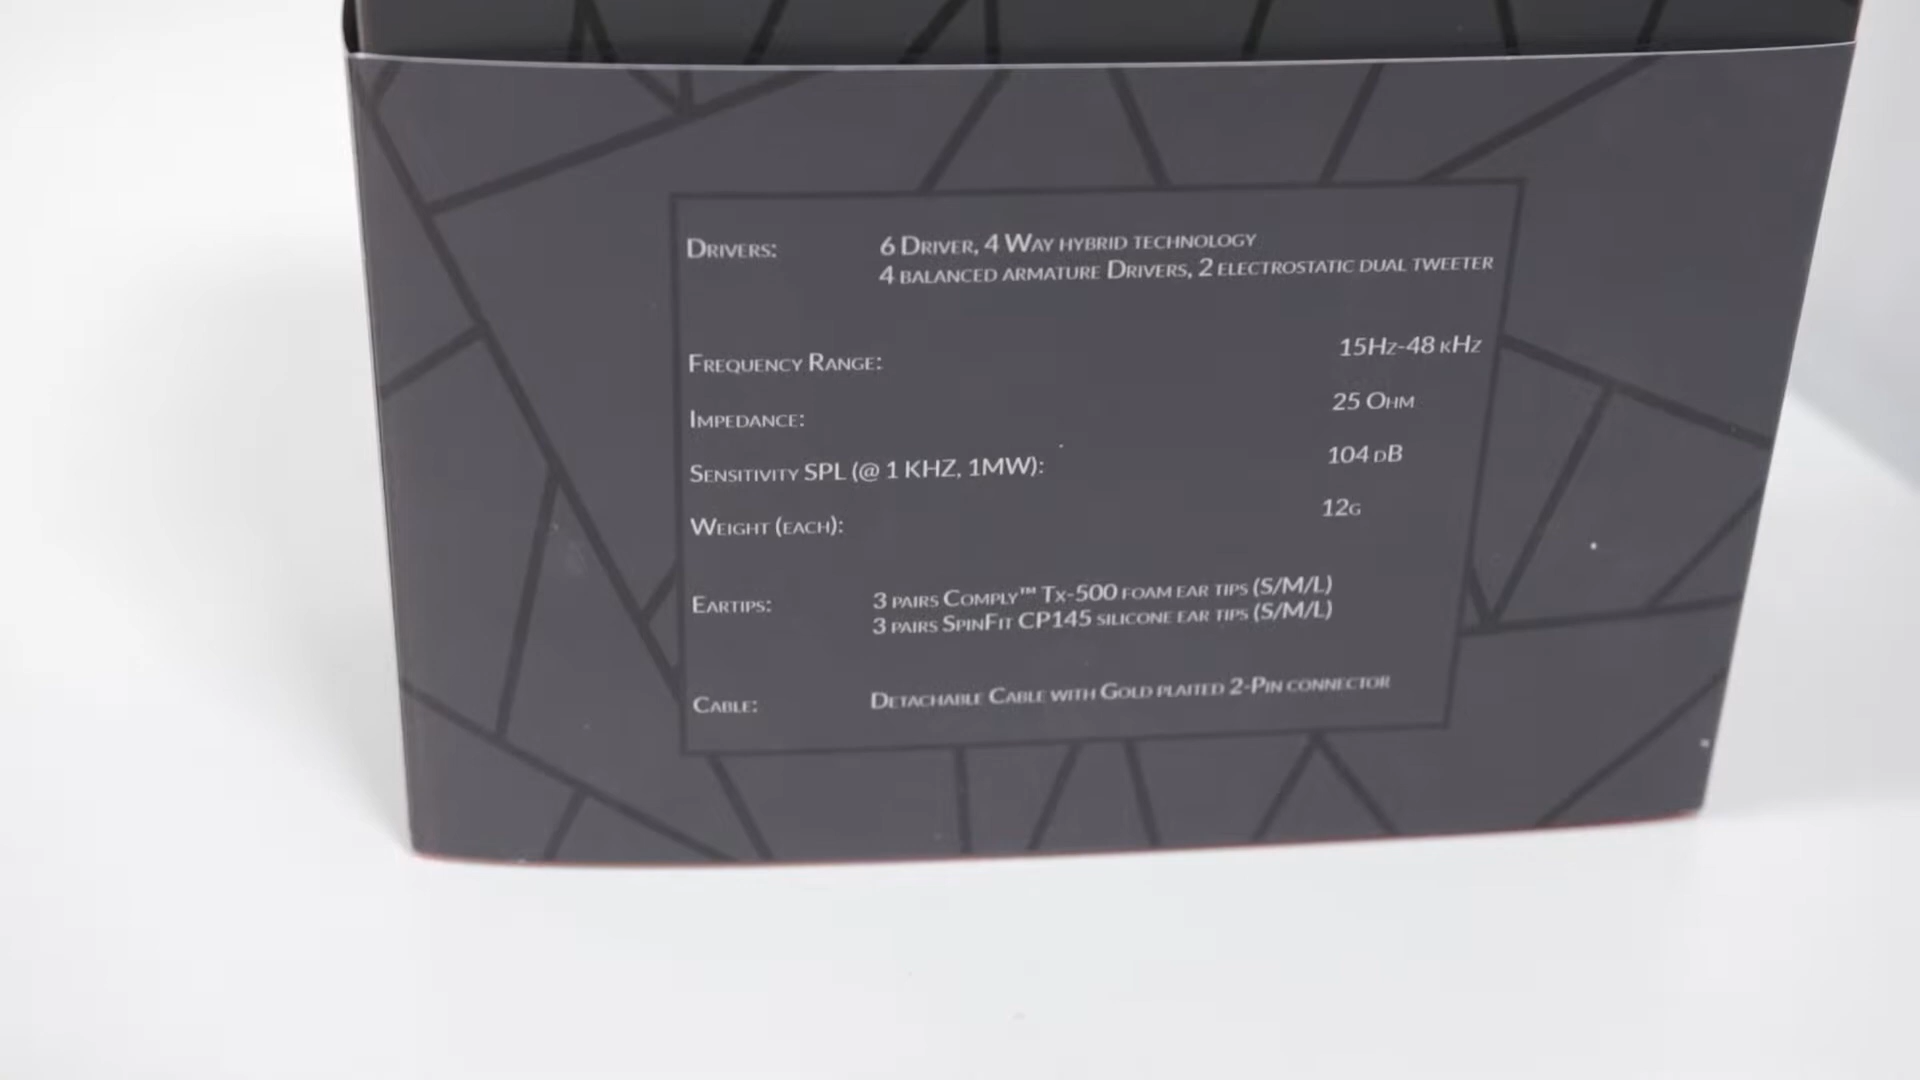 Drivers: 6 Driver, 4 Way hybrid technology
4 balanced armature Drivers, 2 electrostatic dual tweeter
Frequency Range: 15Hz-48 kHz
Impedance: 25 Ohm
Sensitivity SPL (@ 1 KHZ, 1MW): 104 dB
Weight (each): 12g
Eartips: 3 pairs Comply™ Tx-500 foam ear tips (S/M/L)
3 pairs SpinFit CP145 silicone ear tips (S/M/L)
Cable: Detachable Cable with Gold plaited 2-Pin connector